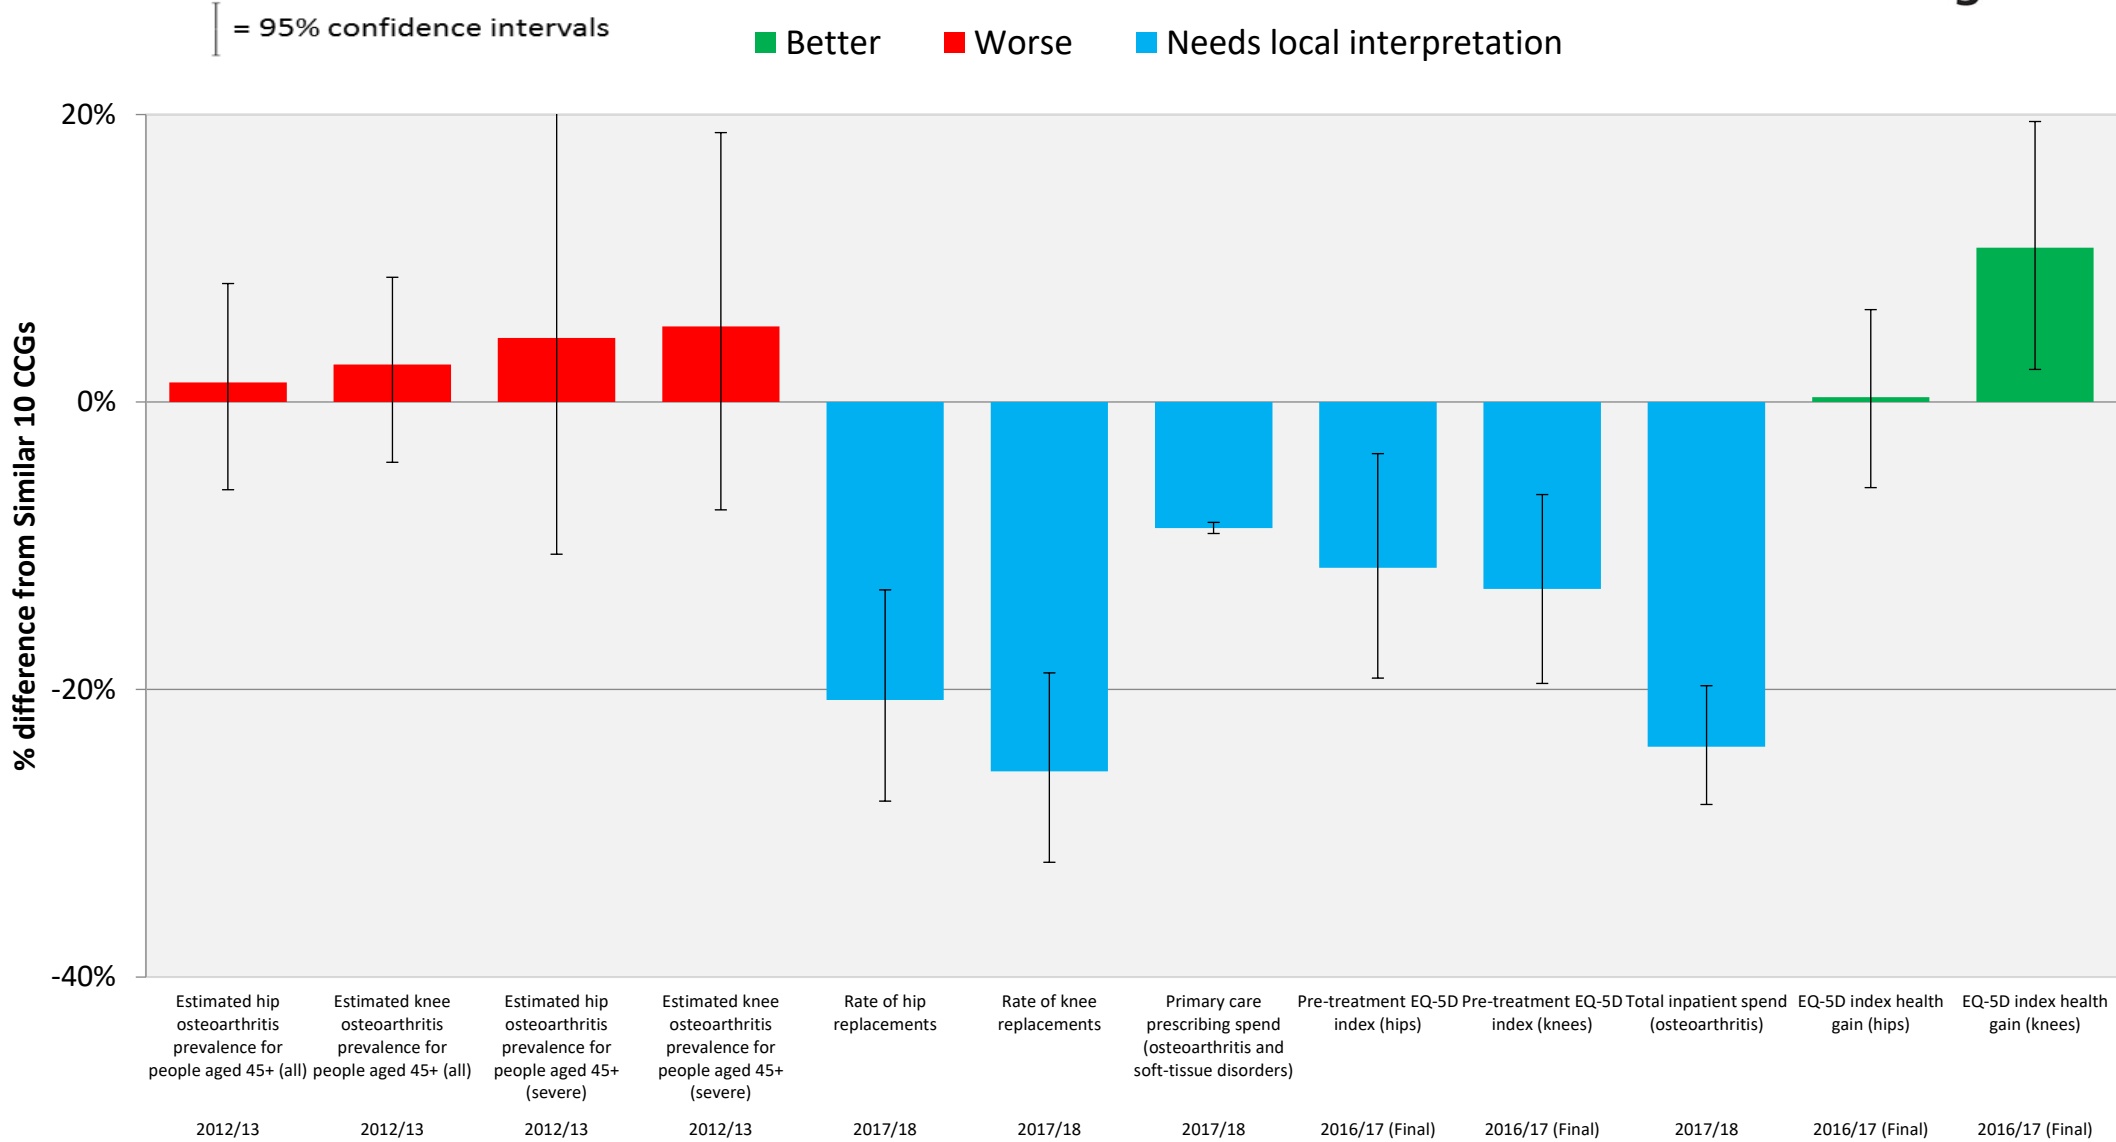 = 95% confidence intervals
Better
Worse
Needs local interpretation
% difference from Similar 10 CCGs
20%
0%
-20%
-40%
Estimated hip
osteoarthritis
prevalence for
people aged 45+ (all)
2012/13
Estimated knee
osteoarthritis
prevalence for
people aged 45+ (all)
2012/13
Estimated hip
osteoarthritis
prevalence for
people aged 45+
(severe)
2012/13
Estimated knee
osteoarthritis
prevalence for
people aged 45+
(severe)
2012/13
Rate of hip
replacements
2017/18
Rate of knee
replacements
2017/18
Primary care
prescribing spend
(osteoarthritis and
soft-tissue disorders)
2017/18
Pre-treatment EQ-5D
index (hips)
2016/17 (Final)
Pre-treatment EQ-5D
index (knees)
2016/17 (Final)
Total inpatient spend
(osteoarthritis)
2017/18
EQ-5D index health
gain (hips)
2016/17 (Final)
EQ-5D index health
gain (knees)
2016/17 (Final)